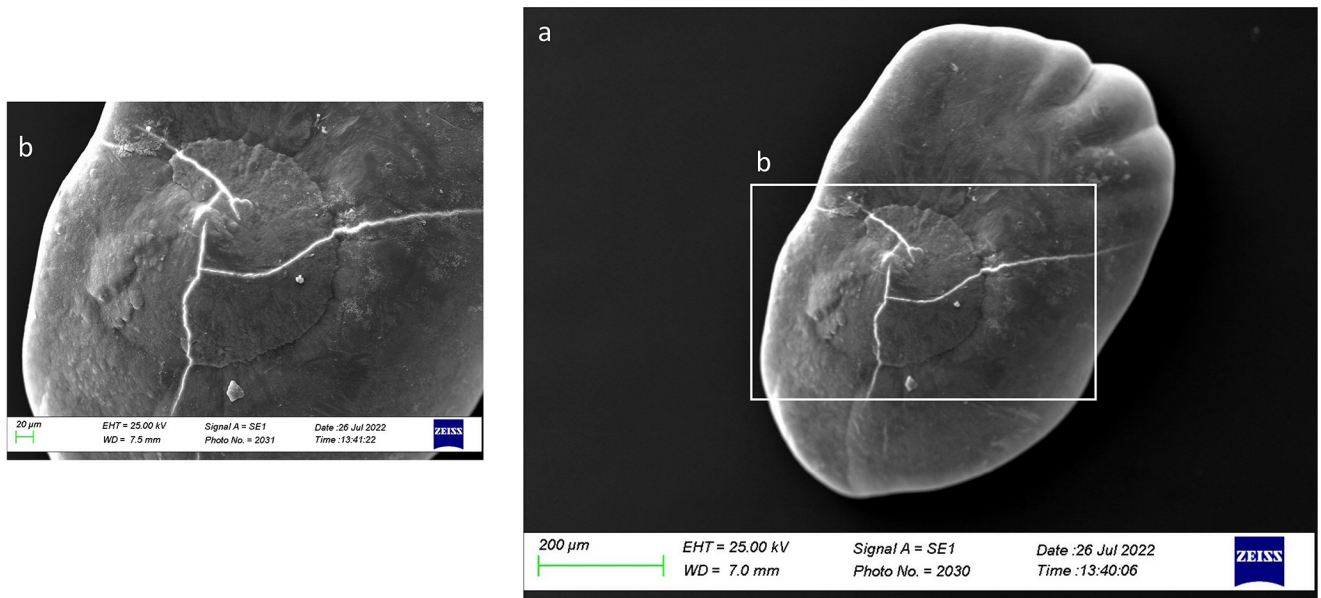 b
20 µm
EHT = 25.00 kV
Signal A = SE1
Date :26 Jul 2022
WD = 7.5 mm
Photo No. = 2031
Time :13:41:22
ZEISS
a
b
200 µm
EHT = 25.00 kV
Signal A = SE1
Date :26 Jul 2022
WD = 7.0 mm
Photo No. = 2030
Time :13:40:06
ZEISS